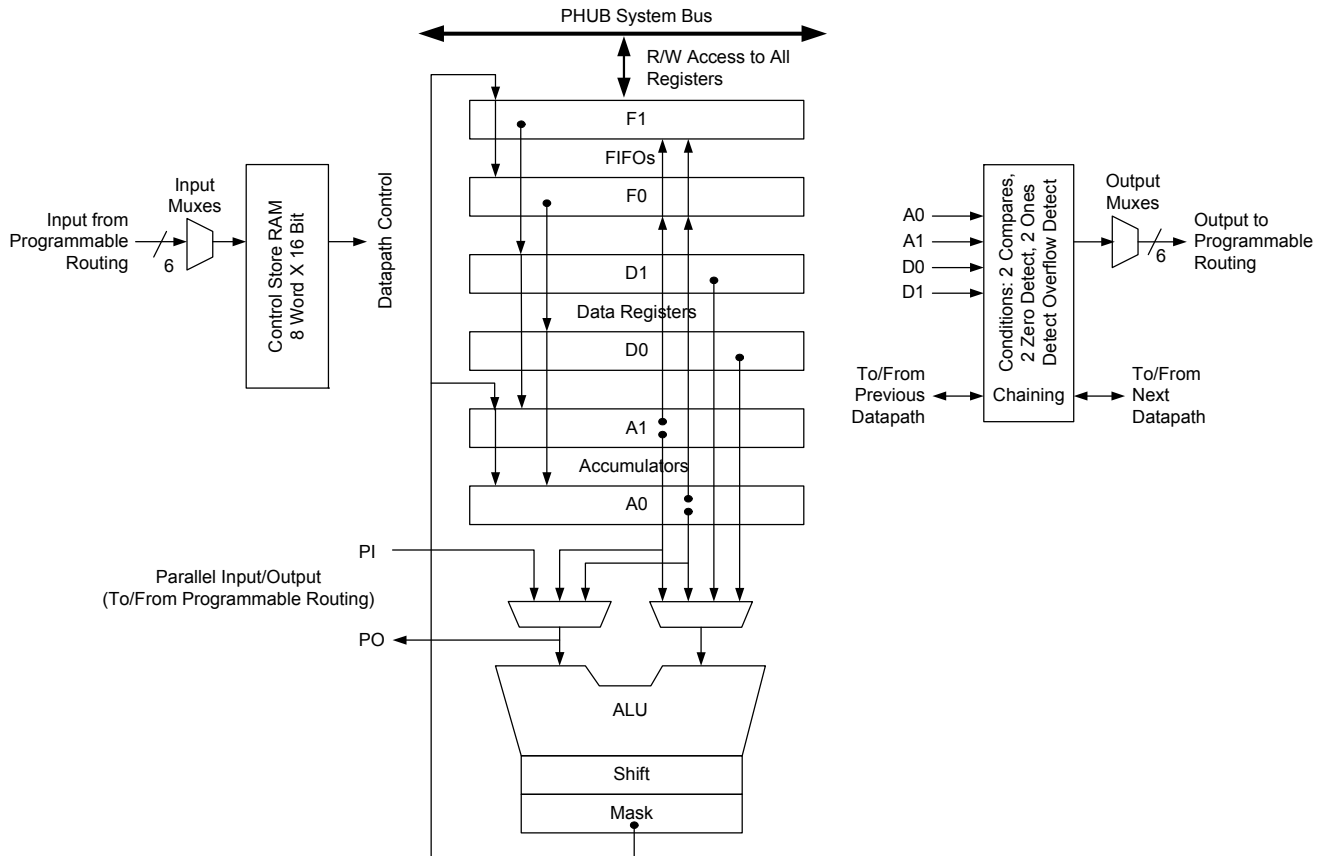 PHUB System Bus
R/W Access to All
Registers
F1
FIFOs
F0
D1
Data Registers
D0
A1
Accumulators
A0
Input from
Programmable
Routing
6
Input
Muxes
Control Store RAM
8 Word X 16 Bit
Datapath Control
A0
A1
D0
D1
Conditions: 2 Compares,
2 Zero Detect, 2 Ones
Detect Overflow Detect
Output
Muxes
6
Output to
Programmable
Routing
To/From
Previous
Datapath
Chaining
To/From
Next
Datapath
PI
Parallel Input/Output
(To/From Programmable Routing)
PO
ALU
Shift
Mask